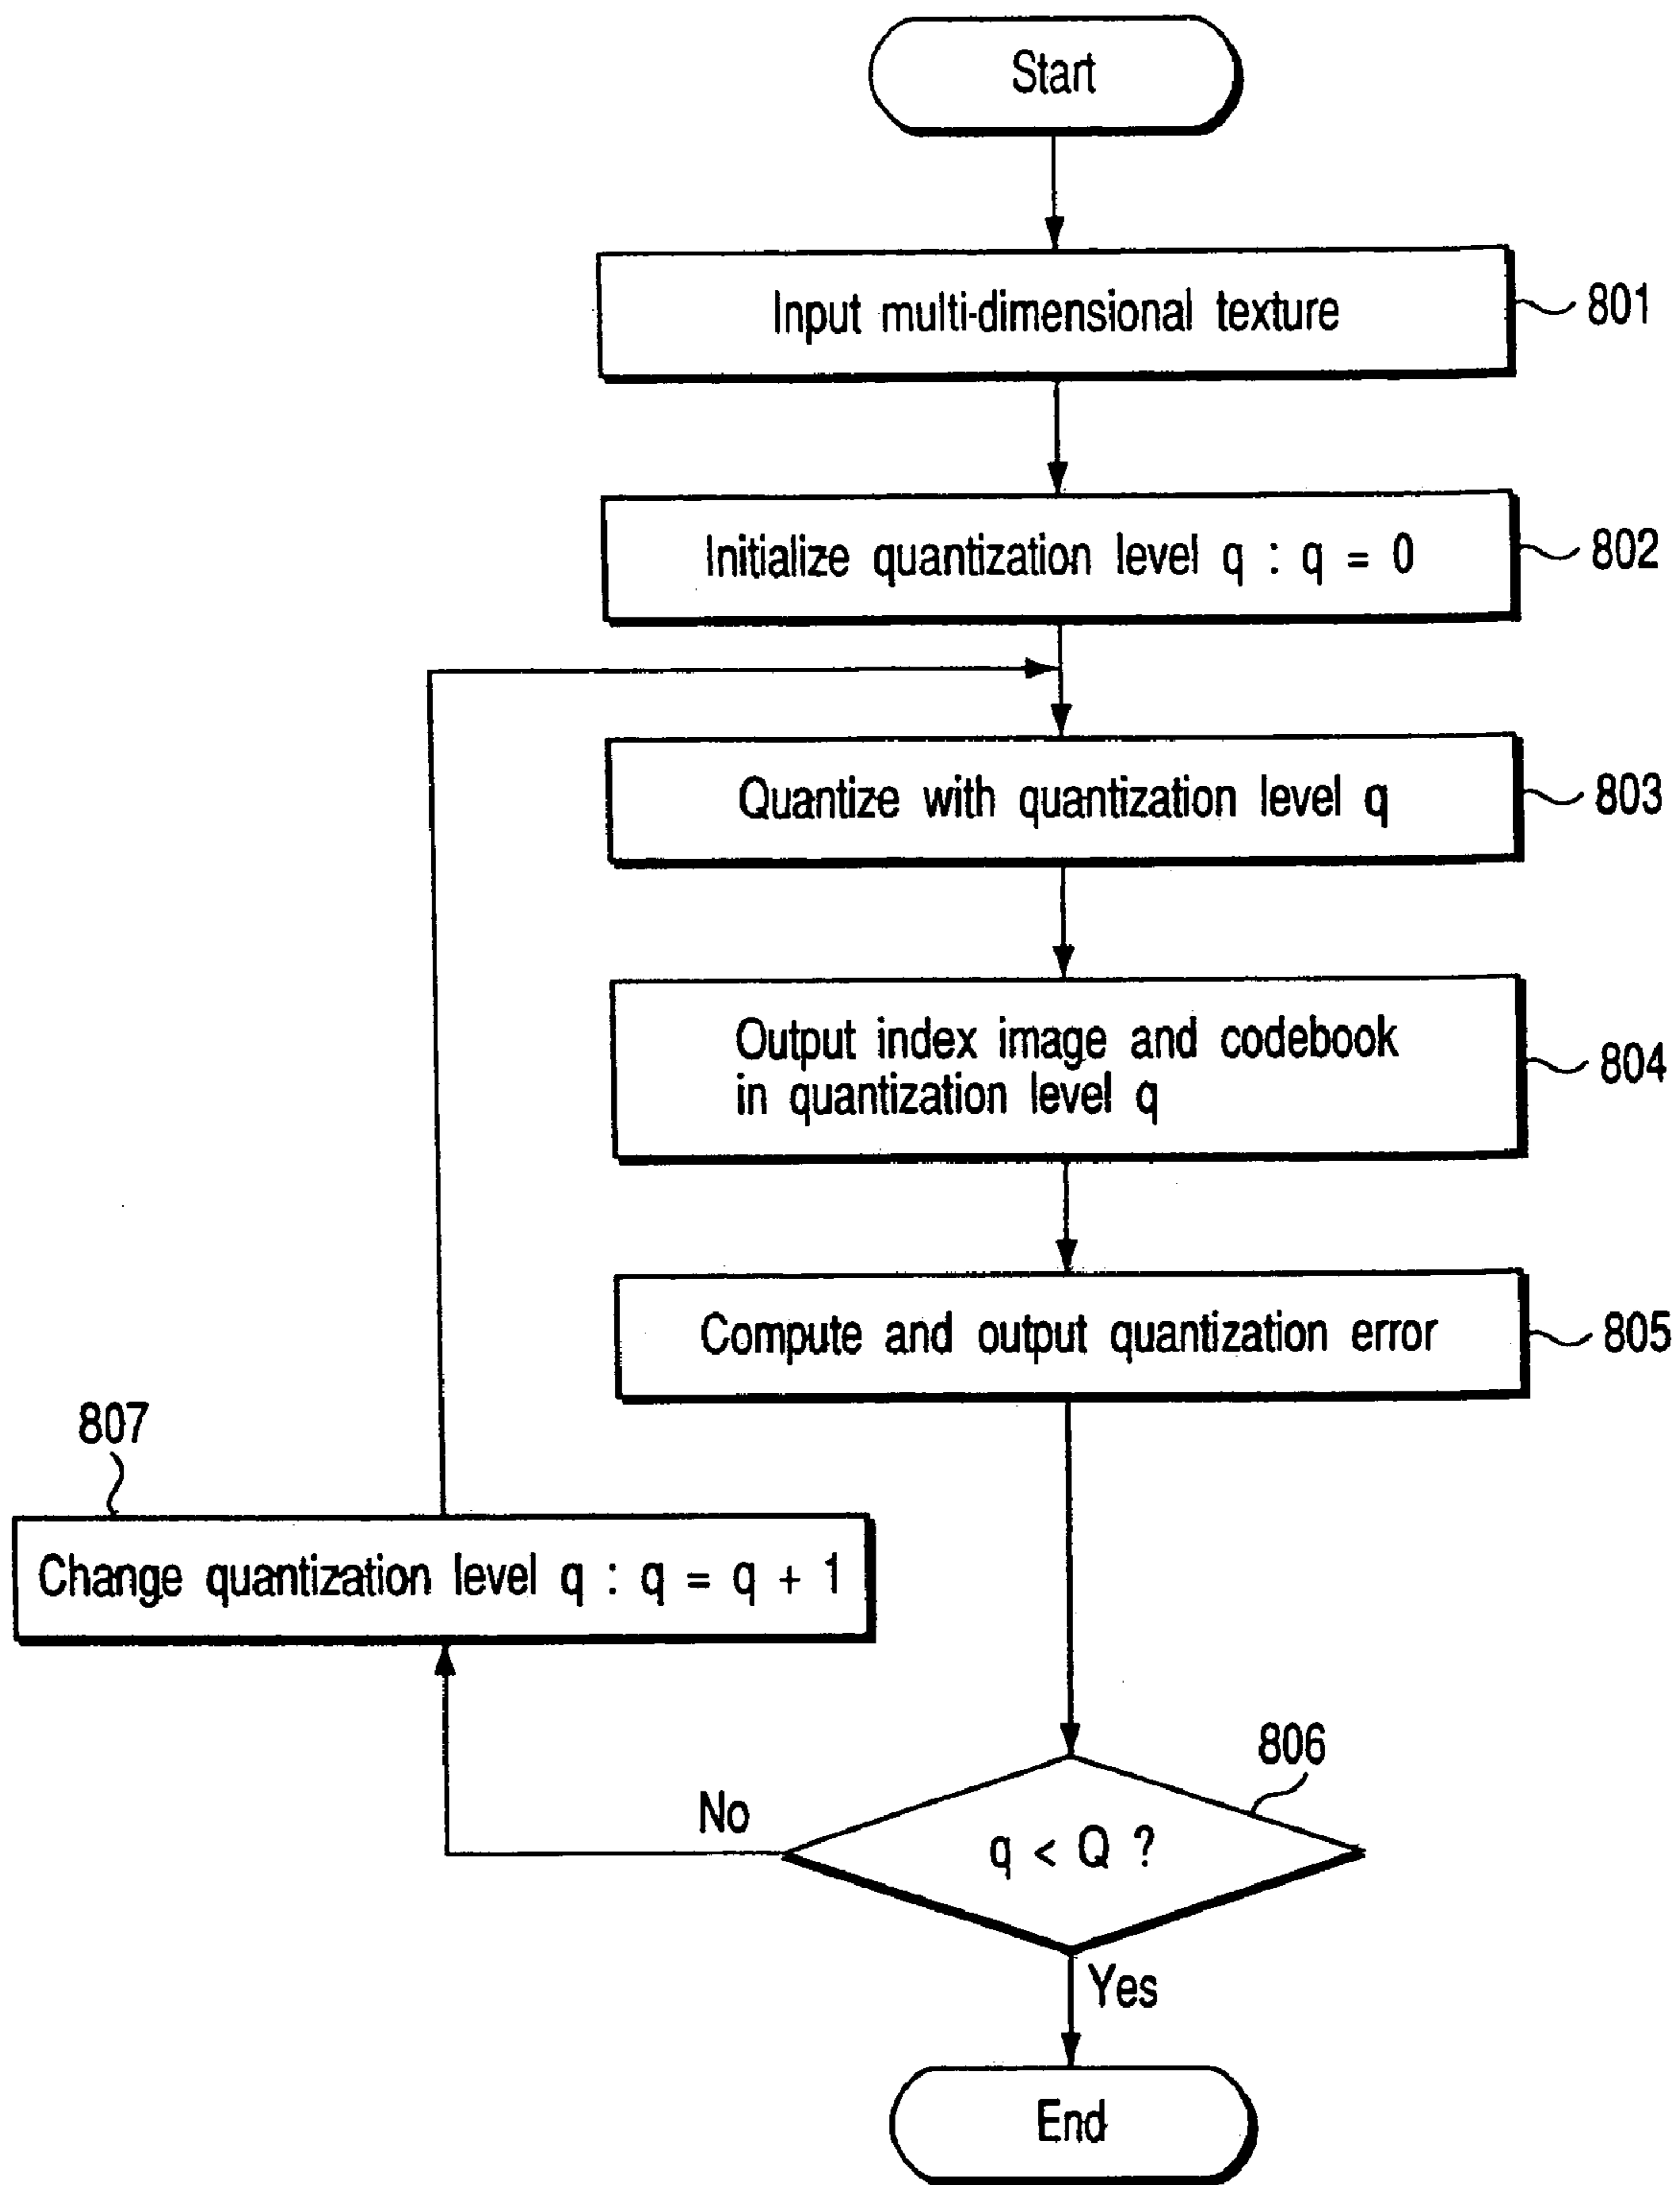 Start
Input multi-dimensional texture
801
Initialize quantization level q : q = 0
802
Quantize with quantization level q
803
Output index image and codebook
in quantization level q
804
Compute and output quantization error
805
807
Change quantization level q : q = q + 1
806
No
q < Q ?
Yes
End